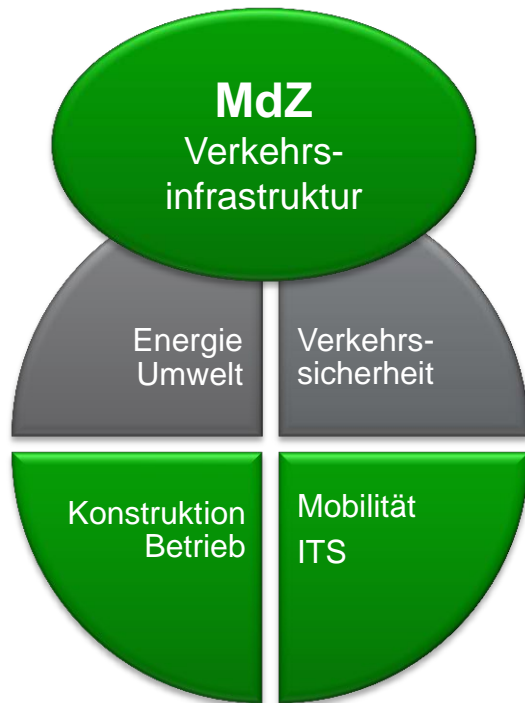 MdZ
Verkehrs-
infrastruktur
Energie
Umwelt
Verkehrs-
sicherheit
Konstruktion
Betrieb
Mobilität
ITS